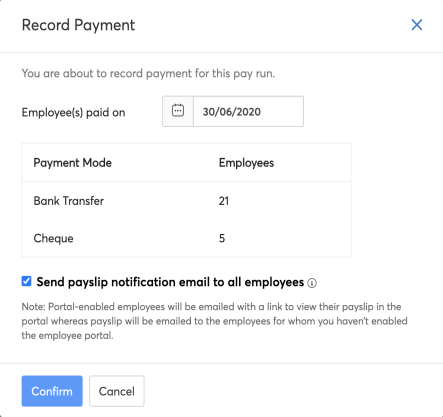 Record Payment
You are about to record payment for this pay run.
Employee(s) paid on 30/06/2020
Payment Mode Employees
Bank Transfer 21
Cheque 5
Send payslip notification email to all employees
Note: Portal-enabled employees will be emailed with a link to view their payslip in the
portal whereas payslip will be emailed to the employees for whom you haven't enabled
the employee portal.
Confirm Cancel